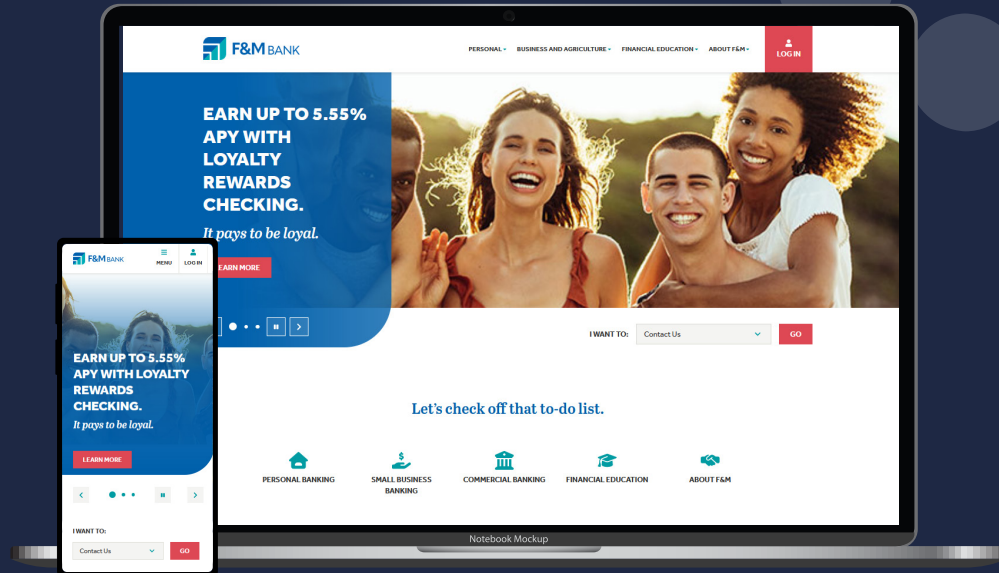 F&M BANK
PERSONAL
BUSINESS AND AGRICULTURE
FINANCIAL EDUCATION
ABOUT F&M
LOG IN
EARN UP TO 5.55%
APY WITH
LOYALTY
REWARDS
CHECKING.
It pays to be loyal.
EARN MORE
I WANT TO:
Contact Us
GO
Let's check off that to-do list.
PERSONAL BANKING
SMALL BUSINESS
BANKING
COMMERCIAL BANKING
FINANCIAL EDUCATION
ABOUT F&M
Notebook Mockup
F&M BANK
MENU
LOG IN
EARN UP TO 5.55%
APY WITH LOYALTY
REWARDS
CHECKING.
It pays to be loyal.
LEARN MORE
I WANT TO:
Contact Us
GO